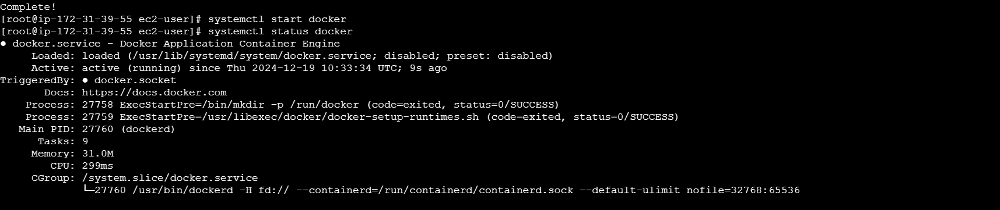 Complete!
[root@ip-172-31-39-55 ec2-user]# systemctl start docker
[root@ip-172-31-39-55 ec2-user]# systemctl status docker
● docker.service - Docker Application Container Engine
     Loaded: loaded (/usr/lib/systemd/system/docker.service; disabled; preset: disabled)
     Active: active (running) since Thu 2024-12-19 10:33:34 UTC; 9s ago
TriggeredBy: ● docker.socket
       Docs: https://docs.docker.com
    Process: 27758 ExecStartPre=/bin/mkdir -p /run/docker (code=exited, status=0/SUCCESS)
    Process: 27759 ExecStartPre=/usr/libexec/docker/docker-setup-runtimes.sh (code=exited, status=0/SUCCESS)
   Main PID: 27760 (dockerd)
      Tasks: 9
     Memory: 31.0M
        CPU: 299ms
     CGroup: /system.slice/docker.service
             └─27760 /usr/bin/dockerd -H fd:// --containerd=/run/containerd/containerd.sock --default-ulimit nofile=32768:65536